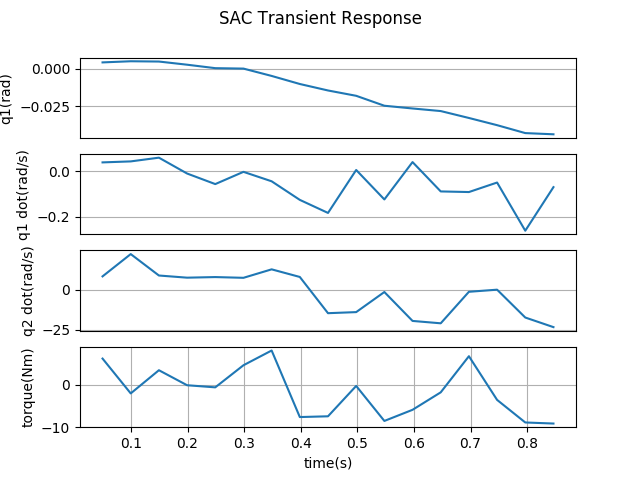 SAC Transient Response
0.000
−0.025
q1(rad)
0.0
−0.2
q1 dot(rad/s)
0
−25
q2 dot(rad/s)
0
−10
torque(Nm)
0.1 0.2 0.3 0.4 0.5 0.6 0.7 0.8
time(s)